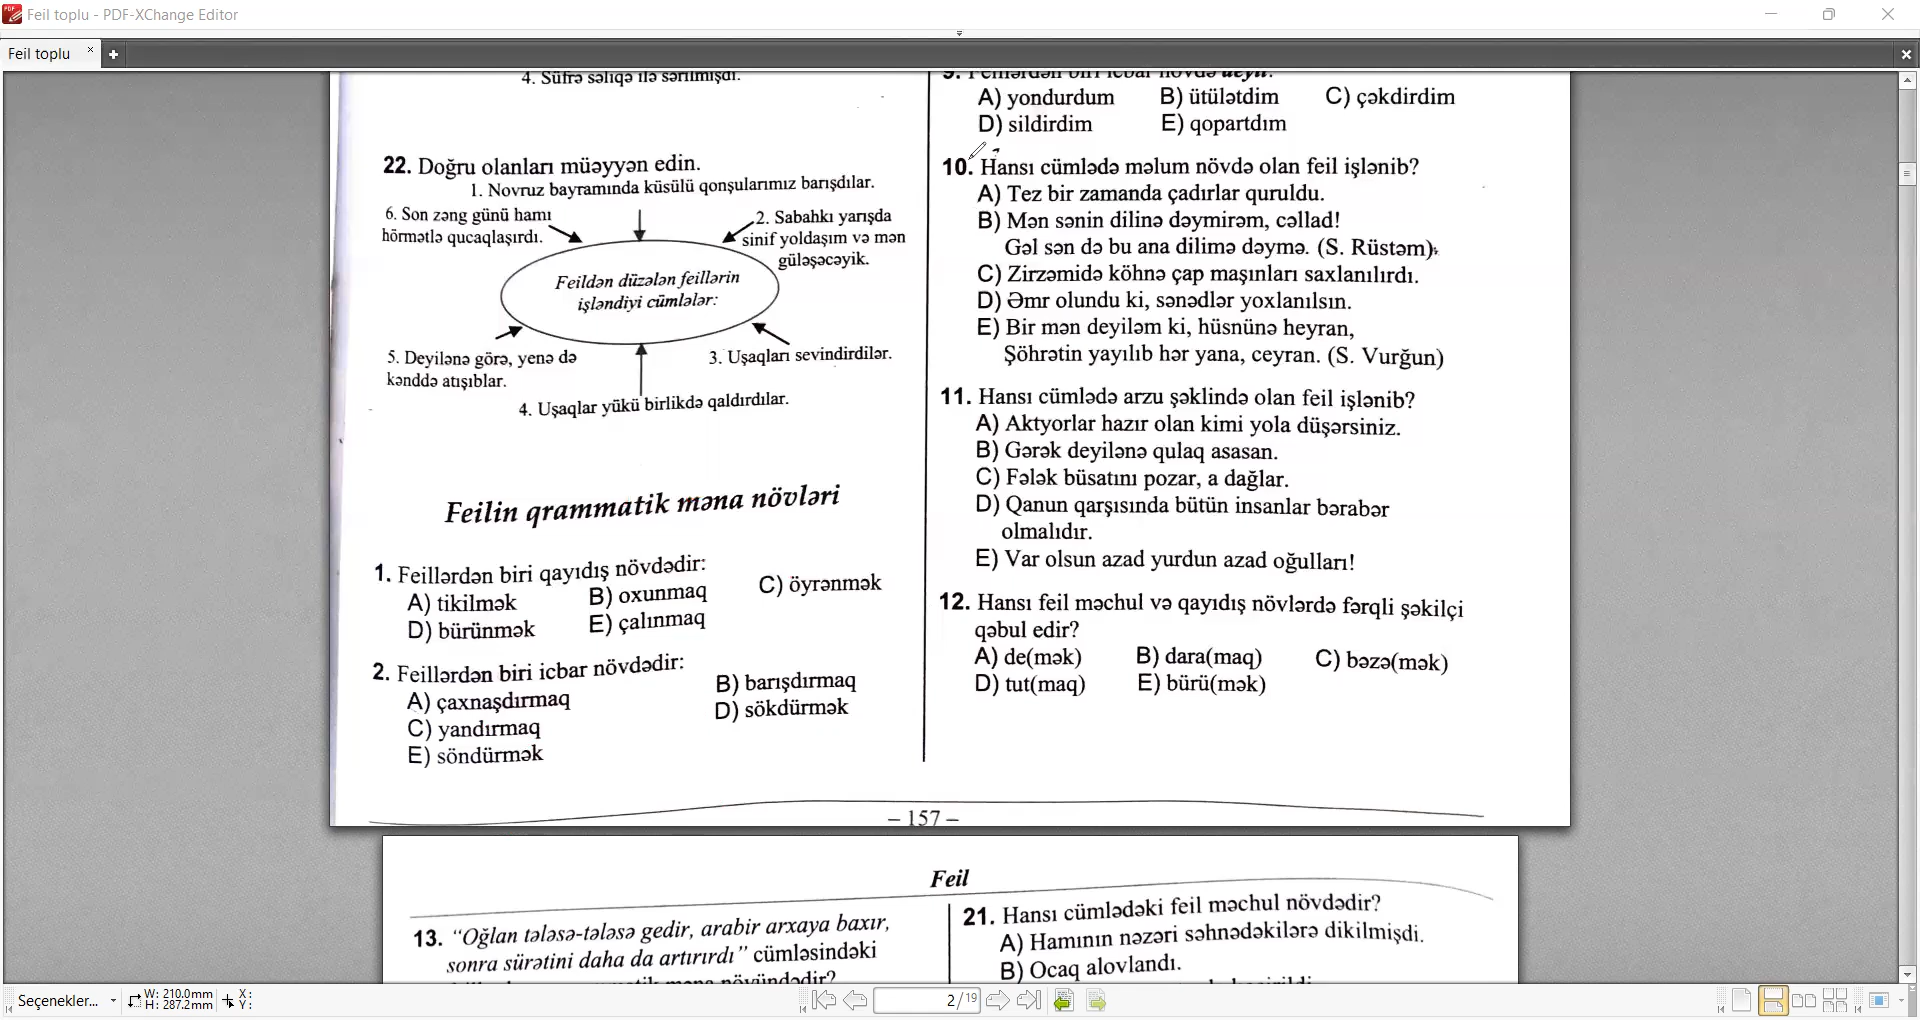 Feil toplu - PDF-XChange Editor
Feil toplu
4. Süfrə səliqə ilə sərilmişdi.
22. Doğru olanları müəyyən edin.
1. Novruz bayramında küsülü qonşularımız barışdılar.
6. Son zəng günü hamı
hörmətlə qucaqlaşırdı.
2. Sabahkı yarışda
sinif yoldaşım və mən
güləşəcəyik.
Feildən düzələn feillərin
işləndiyi cümlələr:
5. Deyilənə görə, yenə də
kənddə atışıblar.
3. Uşaqları sevindirdilər.
4. Uşaqlar yükü birlikdə qaldırdılar.
Feilin qrammatik məna növləri
1. Feillərdən biri qayıdış növdədir:
A) tikilmək B) oxunmaq C) öyrənmək
D) bürünmək E) çalınmaq
2. Feillərdən biri icbar növdədir:
A) çaxnaşdırmaq B) barışdırmaq
C) yandırmaq D) sökdürmək
E) söndürmək
9. Feillərdən biri icbar növdə deyil:
A) yondurdum B) ütülətdim C) çəkdirdim
D) sildirdim E) qopartdım
10. Hansı cümlədə məlum növdə olan feil işlənib?
A) Tez bir zamanda çadırlar quruldu.
B) Mən sənin dilinə dəymirəm, cəllad!
Gəl sən də bu ana dilimə dəymə. (S. Rüstəm)
C) Zirzəmidə köhnə çap maşınları saxlanılırdı.
D) Əmr olundu ki, sənədlər yoxlanılsın.
E) Bir mən deyiləm ki, hüsnünə heyran,
Şöhrətin yayılıb hər yana, ceyran. (S. Vurğun)
11. Hansı cümlədə arzu şəklində olan feil işlənib?
A) Aktyorlar hazır olan kimi yola düşərsiniz.
B) Gərək deyilənə qulaq asasan.
C) Fələk büsatını pozar, a dağlar.
D) Qanun qarşısında bütün insanlar bərabər
olmalıdır.
E) Var olsun azad yurdun azad oğulları!
12. Hansı feil məchul və qayıdış növlərdə fərqli şəkilçi
qəbul edir?
A) de(mək) B) dara(maq) C) bəzə(mək)
D) tut(maq) E) bürü(mək)
– 157 –
Feil
13. “Oğlan tələsə-tələsə gedir, arabir arxaya baxır,
sonra sürətini daha da artırırdı” cümləsindəki
21. Hansı cümlədəki feil məchul növdədir?
A) Hamının nəzəri səhnədəkilərə dikilmişdi.
B) Ocaq alovlandı.
Seçenekler...
W: 210.0mm
H: 287.2mm
X:
Y:
2 / 19